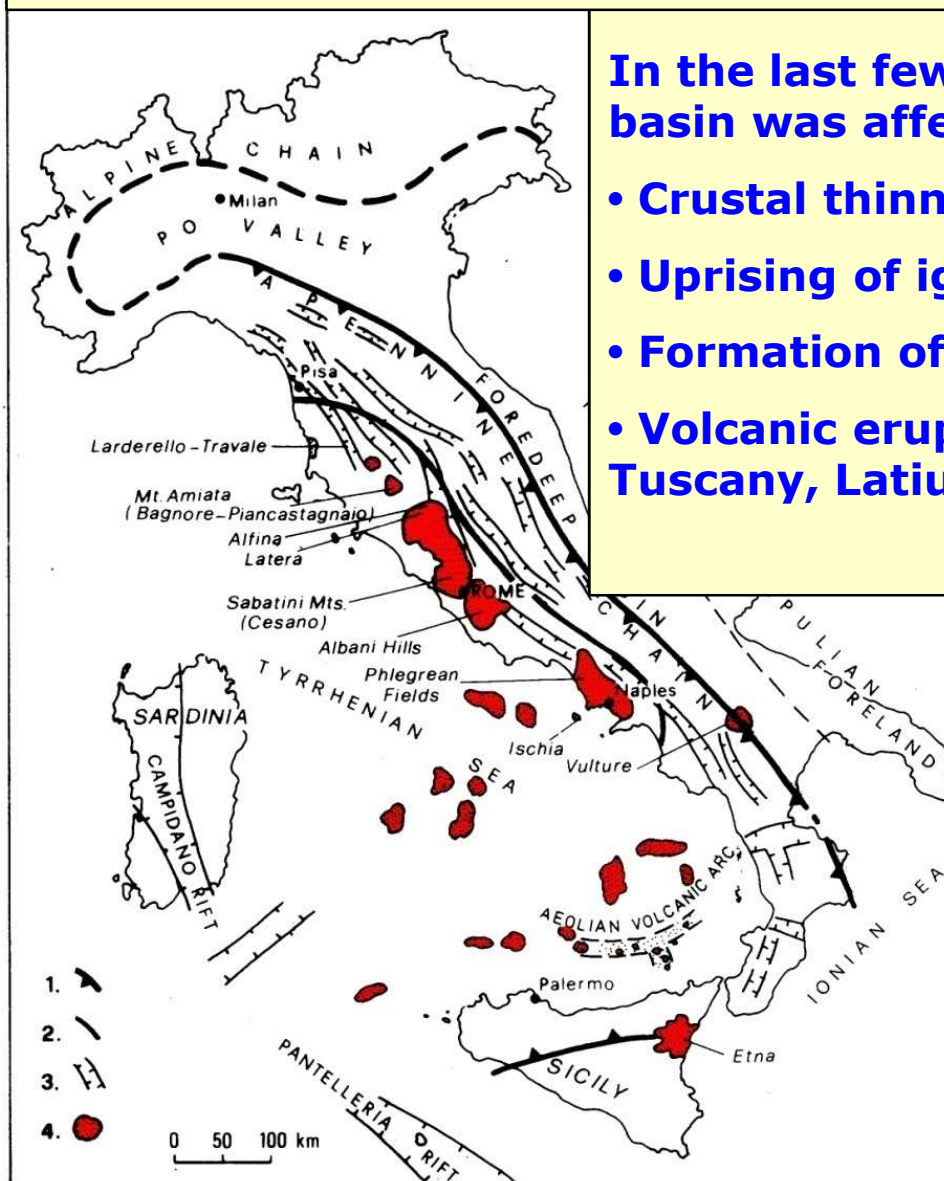 In the last few
basin was affe
• Crustal thinn
• Uprising of ig
• Formation of
• Volcanic erup
Tuscany, Latiu
ALPINE CHAIN
Milan
PO VALLEY
APENNINE CHAIN
FOREDEEP
Pisa
Larderello-Travale
Mt. Amiata
(Bagnore-Piancastagnaio)
Alfina
Latera
ROME
Sabatini Mts.
(Cesano)
Albani Hills
PULIAN
FORELAND
TYRRHENIAN
SEA
Phlegrean
Fields
Naples
Ischia
Vulture
SARDINIA
CAMPIDANO RIFT
AEOLIAN VOLCANIC ARC
IONIAN SEA
Palermo
Etna
SICILY
PANTELLERIA
RIFT
1.
2.
3.
4.
0 50 100 km